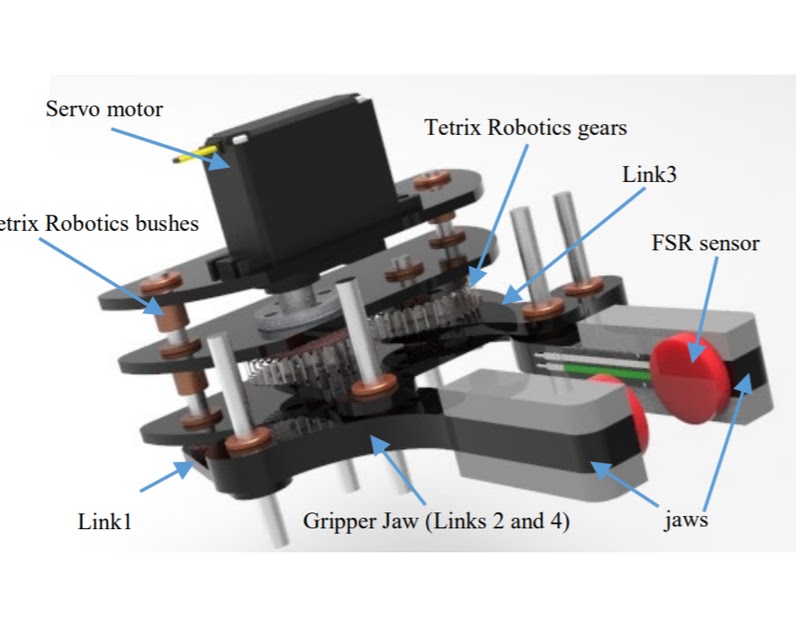 Servo motor
Tetrix Robotics gears
Link3
etrix Robotics bushes
FSR sensor
Link1
Gripper Jaw (Links 2 and 4)
jaws